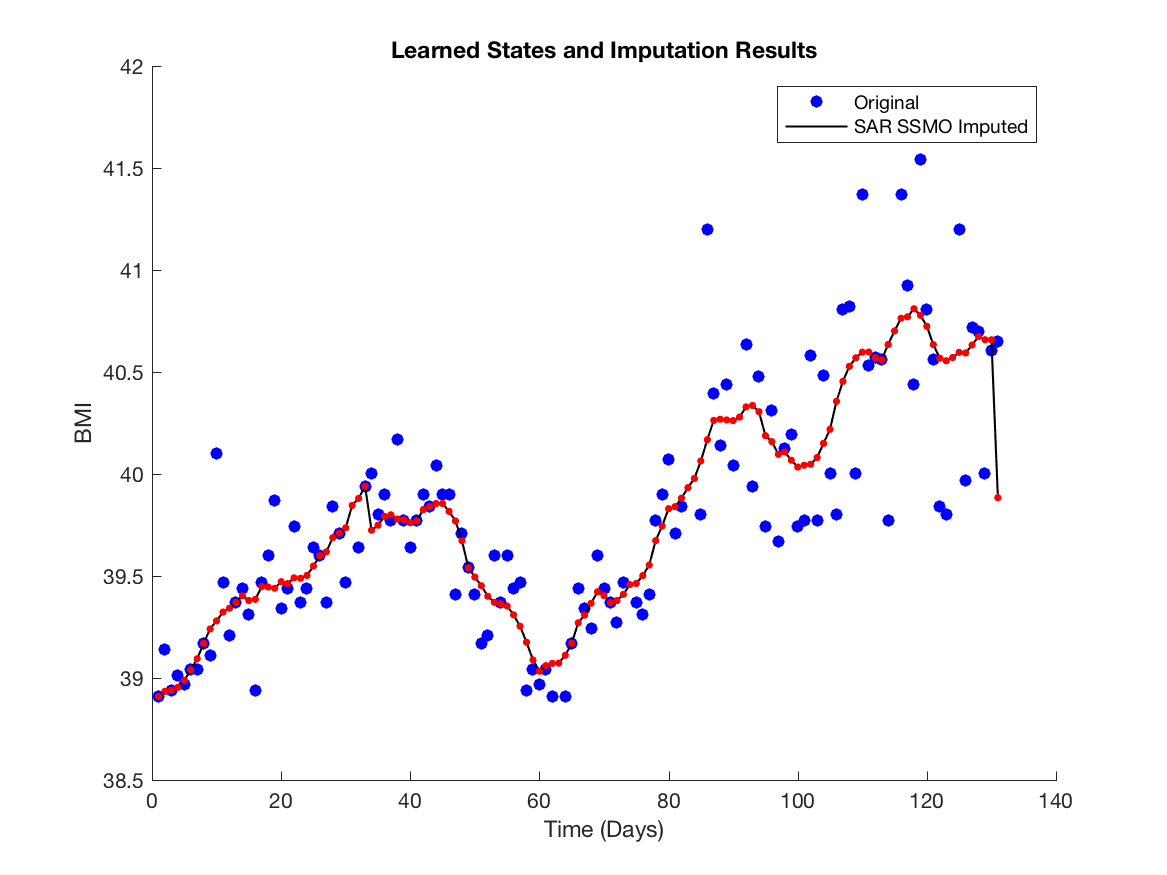 Learned States and Imputation Results
Original
SAR SSMO Imputed
42
41.5
41
40.5
40
39.5
39
38.5
BMI
0 20 40 60 80 100 120 140
Time (Days)